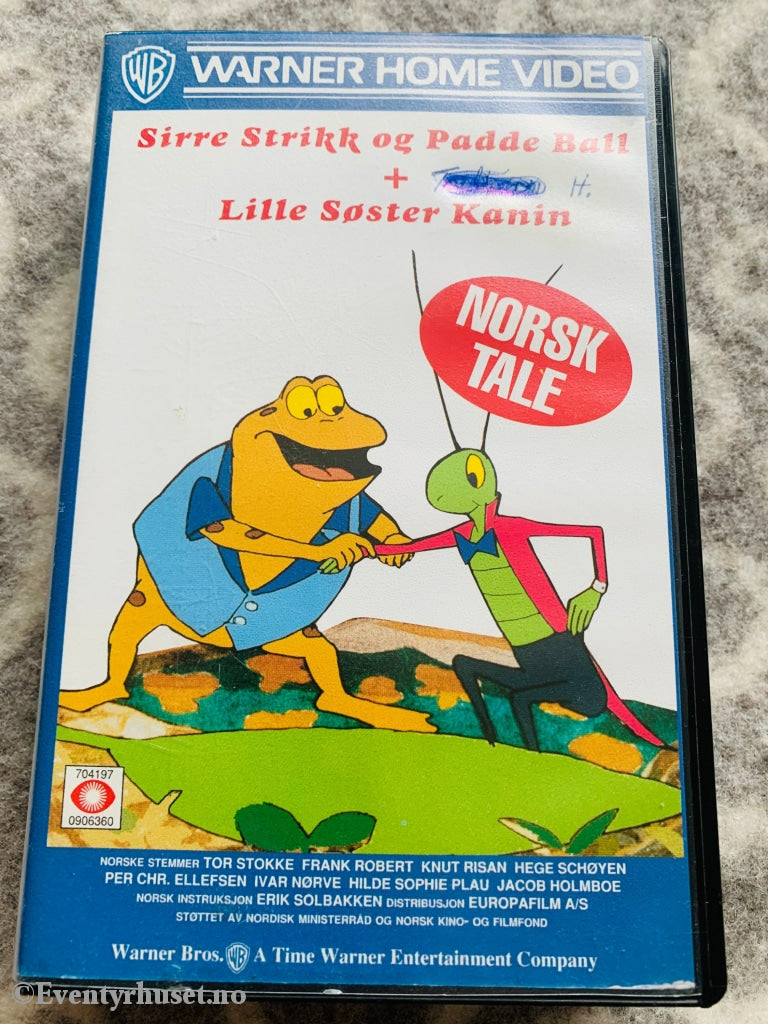 WB WARNER HOME VIDEO
Sirre Strikk og Padde Ball
+ H.
Lille Søster Kanin
NORSK
TALE
704197
0906360
NORSKE STEMMER TOR STOKKE FRANK ROBERT KNUT RISAN HEGE SCHØYEN
PER CHR. ELLEFSEN IVAR NØRVE HILDE SOPHIE PLAU JACOB HOLMBOE
NORSK INSTRUKSJON ERIK SOLBAKKEN DISTRIBUSJON EUROPAFILM A/S
STØTTET AV NORDISK MINISTERRÅD OG NORSK KINO- OG FILMFOND
Warner Bros. WB A Time Warner Entertainment Company
©Eventyrhuset.no